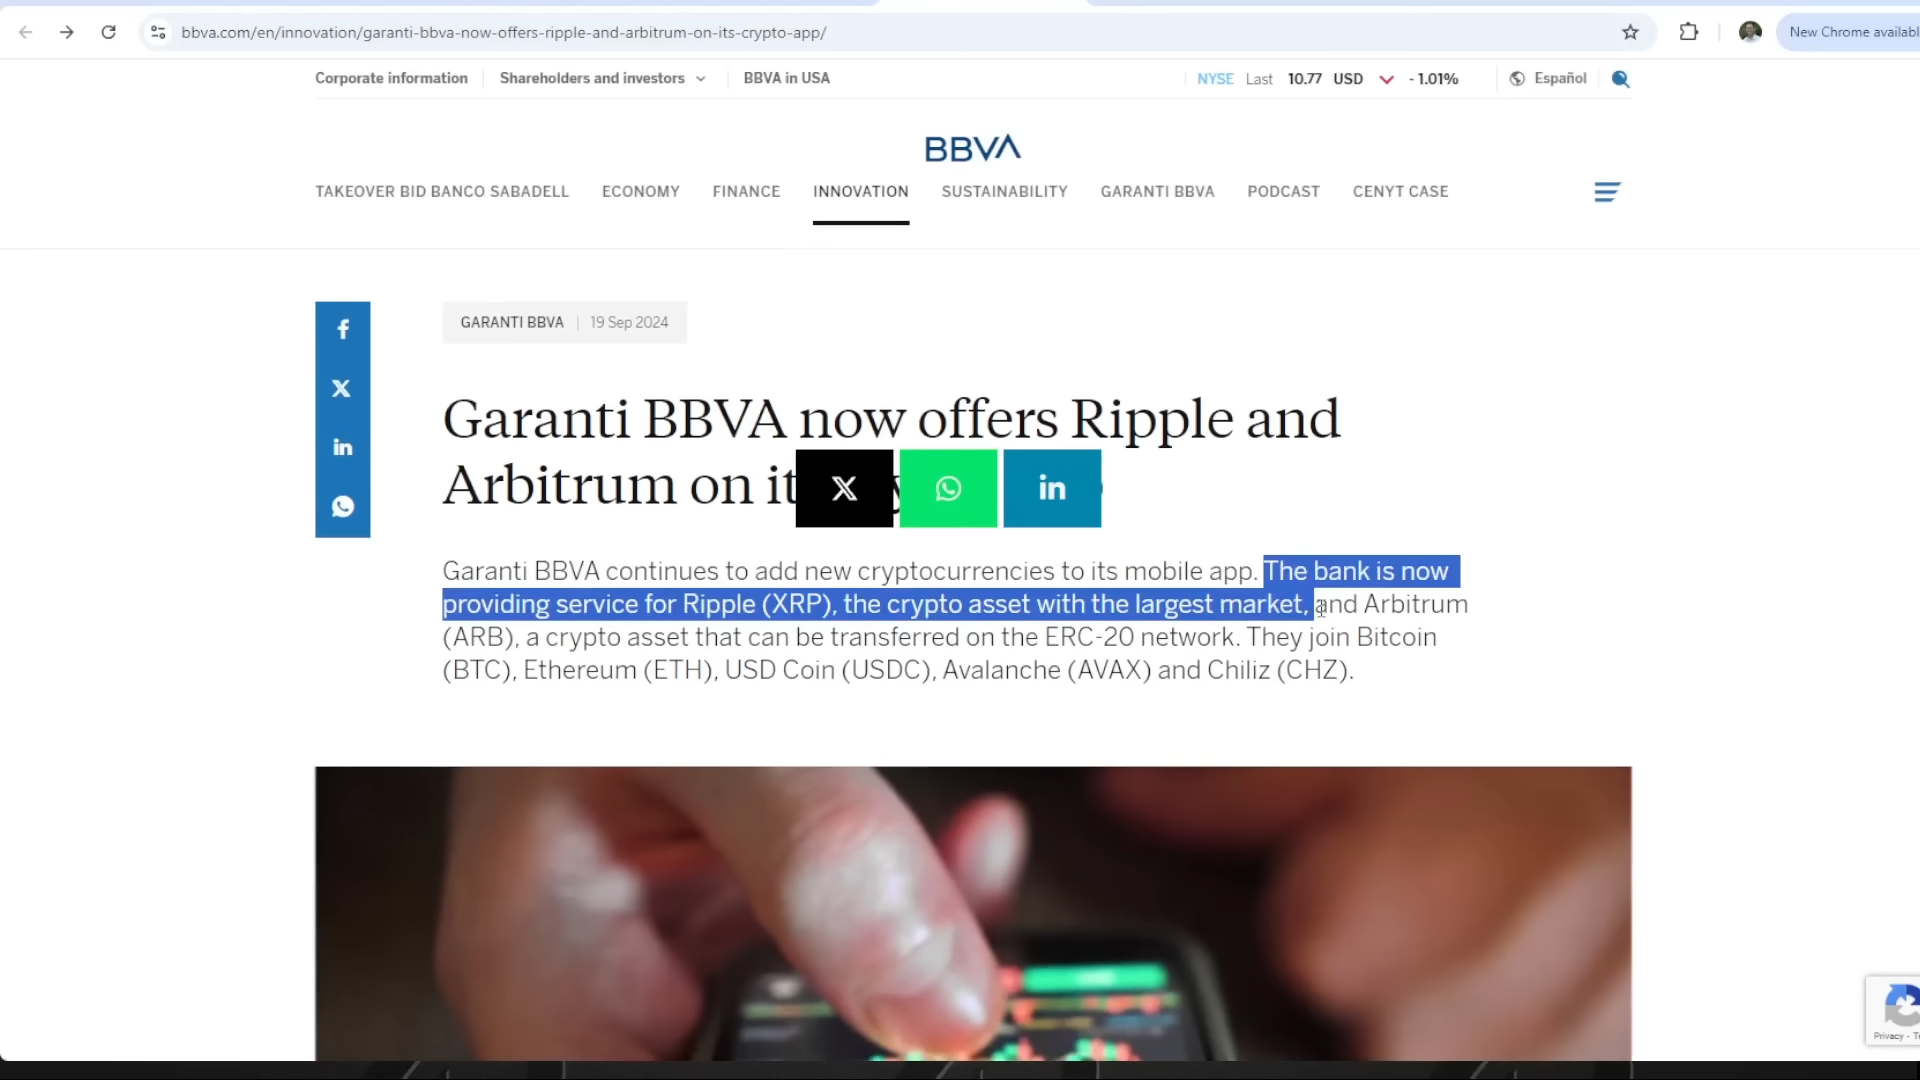 bbva.com/en/innovation/garanti-bbva-now-offers-ripple-and-arbitrum-on-its-crypto-app/
New Chrome availabl
Corporate information Shareholders and investors BBVA in USA NYSE Last 10.77 USD - 1.01% Español
BBVA
TAKEOVER BID BANCO SABADELL ECONOMY FINANCE INNOVATION SUSTAINABILITY GARANTI BBVA PODCAST CENYT CASE
GARANTI BBVA | 19 Sep 2024
Garanti BBVA now offers Ripple and
Arbitrum on it
Garanti BBVA continues to add new cryptocurrencies to its mobile app. The bank is now
providing service for Ripple (XRP), the crypto asset with the largest market, and Arbitrum
(ARB), a crypto asset that can be transferred on the ERC-20 network. They join Bitcoin
(BTC), Ethereum (ETH), USD Coin (USDC), Avalanche (AVAX) and Chiliz (CHZ).
Privacy - Te